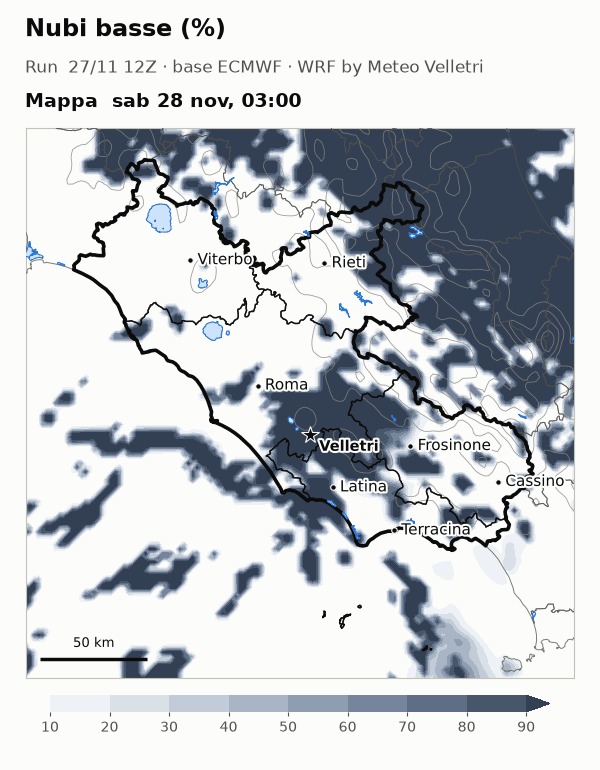 Nubi basse (%)
Run 27/11 12Z · base ECMWF · WRF by Meteo Velletri
Mappa sab 28 nov, 03:00
Viterbo
Rieti
Roma
Velletri
Frosinone
Latina
Cassino
Terracina
50 km
10 20 30 40 50 60 70 80 90